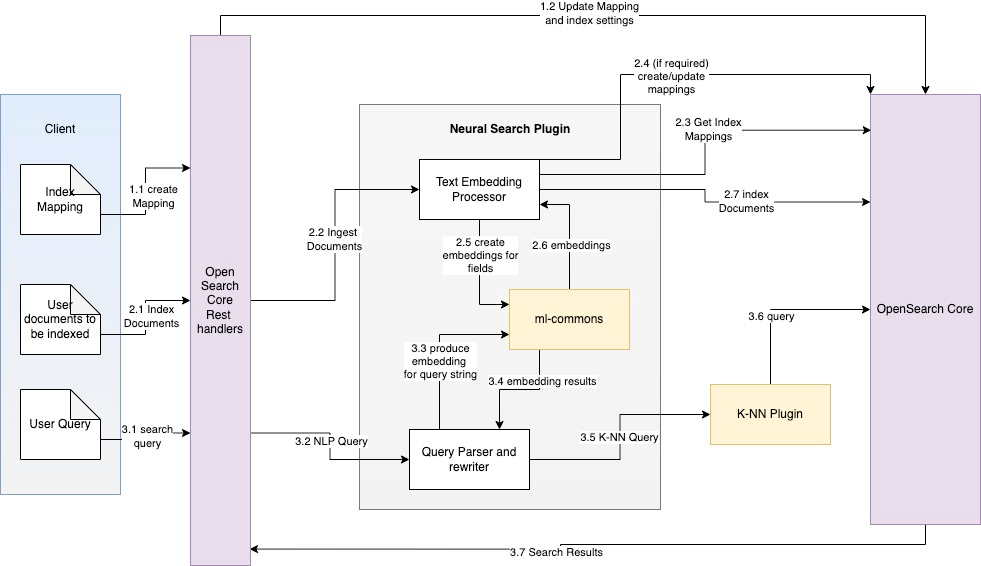 1.2 Update Mapping
and index settings
2.4 (if required)
create/update
mappings
Client
Neural Search Plugin
2.3 Get Index
Mappings
Index
Mapping
1.1 create
Mapping
Text Embedding
Processor
2.7 index
Documents
2.2 Ingest
Documents
2.5 create
embeddings for
fields
2.6 embeddings
Open
Search
Core
Rest
handlers
User
documents to
be indexed
2.1 Index
Documents
ml-commons
OpenSearch Core
3.6 query
3.3 produce
embedding
for query string
3.4 embedding results
K-NN Plugin
User Query
3.1 search
query
3.2 NLP Query
3.5 K-NN Query
Query Parser and
rewriter
3.7 Search Results